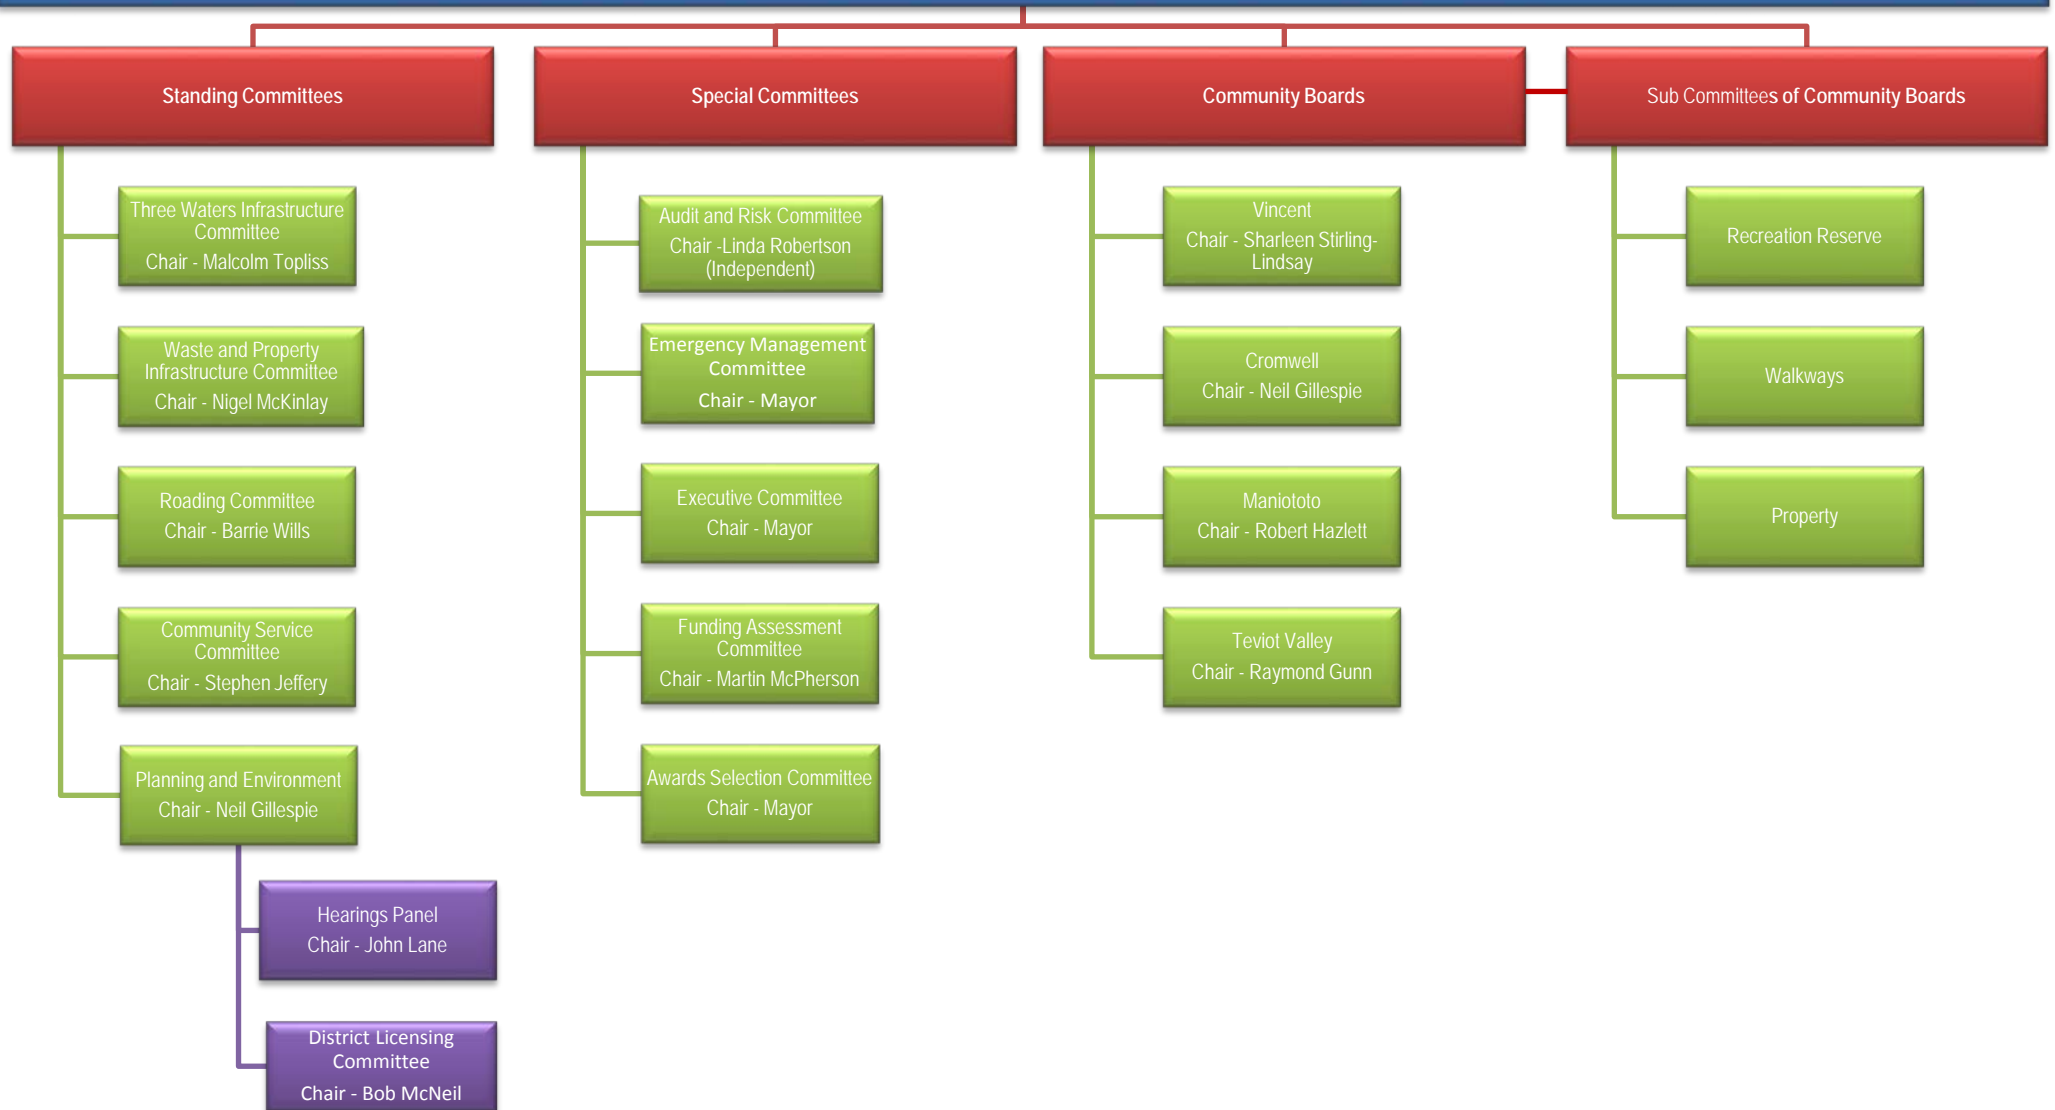 Standing Committees
Three Waters Infrastructure
Committee
Chair - Malcolm Topliss
Waste and Property
Infrastructure Committee
Chair - Nigel McKinlay
Roading Committee
Chair - Barrie Wills
Community Service
Committee
Chair - Stephen Jeffery
Planning and Environment
Chair - Neil Gillespie
Hearings Panel
Chair - John Lane
District Licensing
Committee
Chair - Bob McNeil
Special Committees
Audit and Risk Committee
Chair -Linda Robertson
(Independent)
Emergency Management
Committee
Chair - Mayor
Executive Committee
Chair - Mayor
Funding Assessment
Committee
Chair - Martin McPherson
Awards Selection Committee
Chair - Mayor
Community Boards
Vincent
Chair - Sharleen Stirling-
Lindsay
Cromwell
Chair - Neil Gillespie
Maniototo
Chair - Robert Hazlett
Teviot Valley
Chair - Raymond Gunn
Sub Committees of Community Boards
Recreation Reserve
Walkways
Property